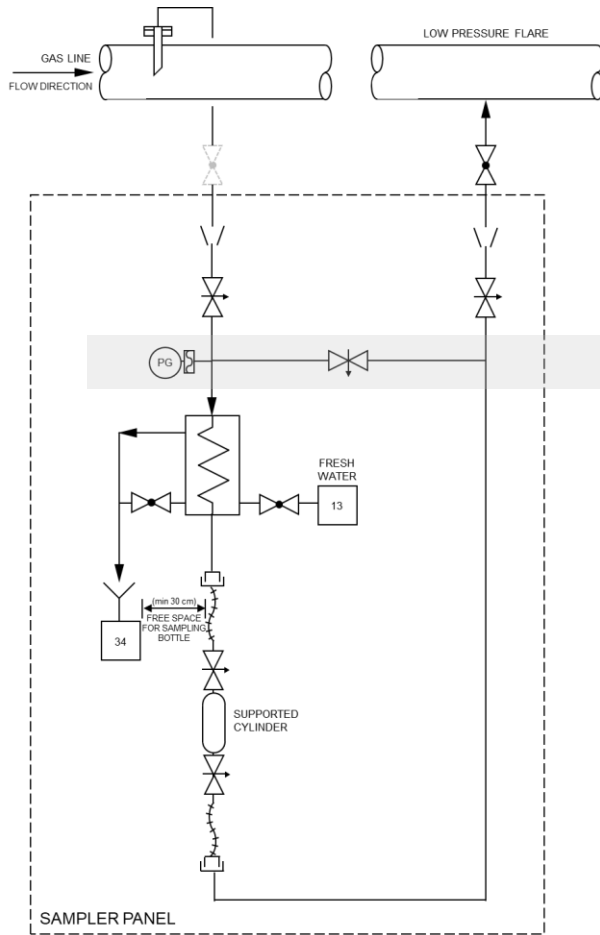 LOW PRESSURE FLARE
GAS LINE
FLOW DIRECTION
PG
FRESH
WATER
13
(min 30 cm)
FREE SPACE
FOR SAMPLING
BOTTLE
34
SUPPORTED
CYLINDER
SAMPLER PANEL